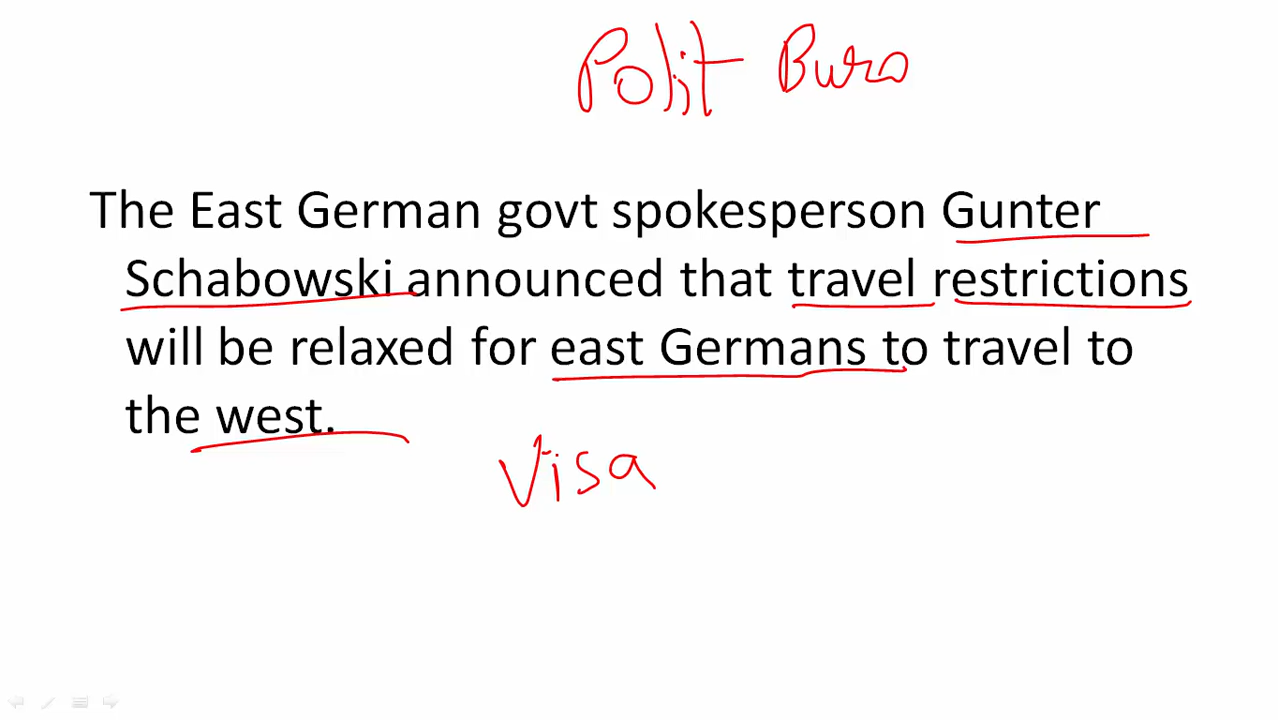 Polit Buro
The East German govt spokesperson Gunter
Schabowski announced that travel restrictions
will be relaxed for east Germans to travel to
the west.
Visa